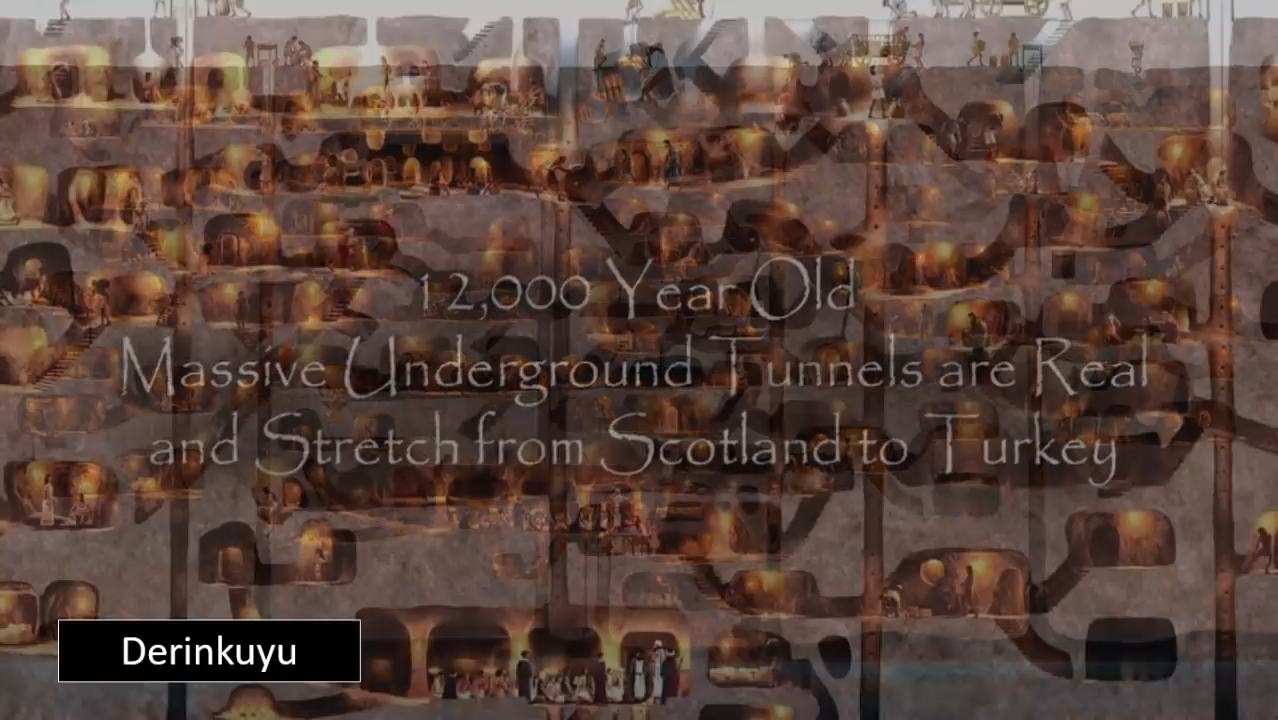 12,000 Year Old
Massive Underground Tunnels are Real
and Stretch from Scotland to Turkey
Derinkuyu